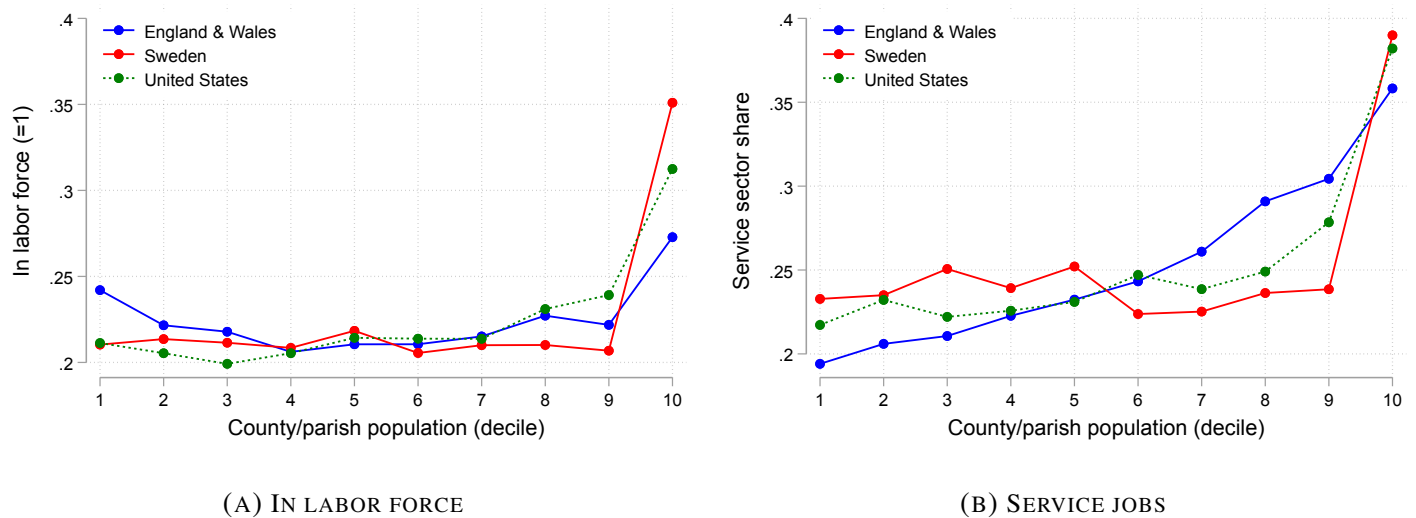 England & Wales
Sweden
United States
.4
.35
.3
.25
.2
In labor force (=1)
1 2 3 4 5 6 7 8 9 10
County/parish population (decile)
(A) IN LABOR FORCE
England & Wales
Sweden
United States
.4
.35
.3
.25
.2
Service sector share
1 2 3 4 5 6 7 8 9 10
County/parish population (decile)
(B) SERVICE JOBS